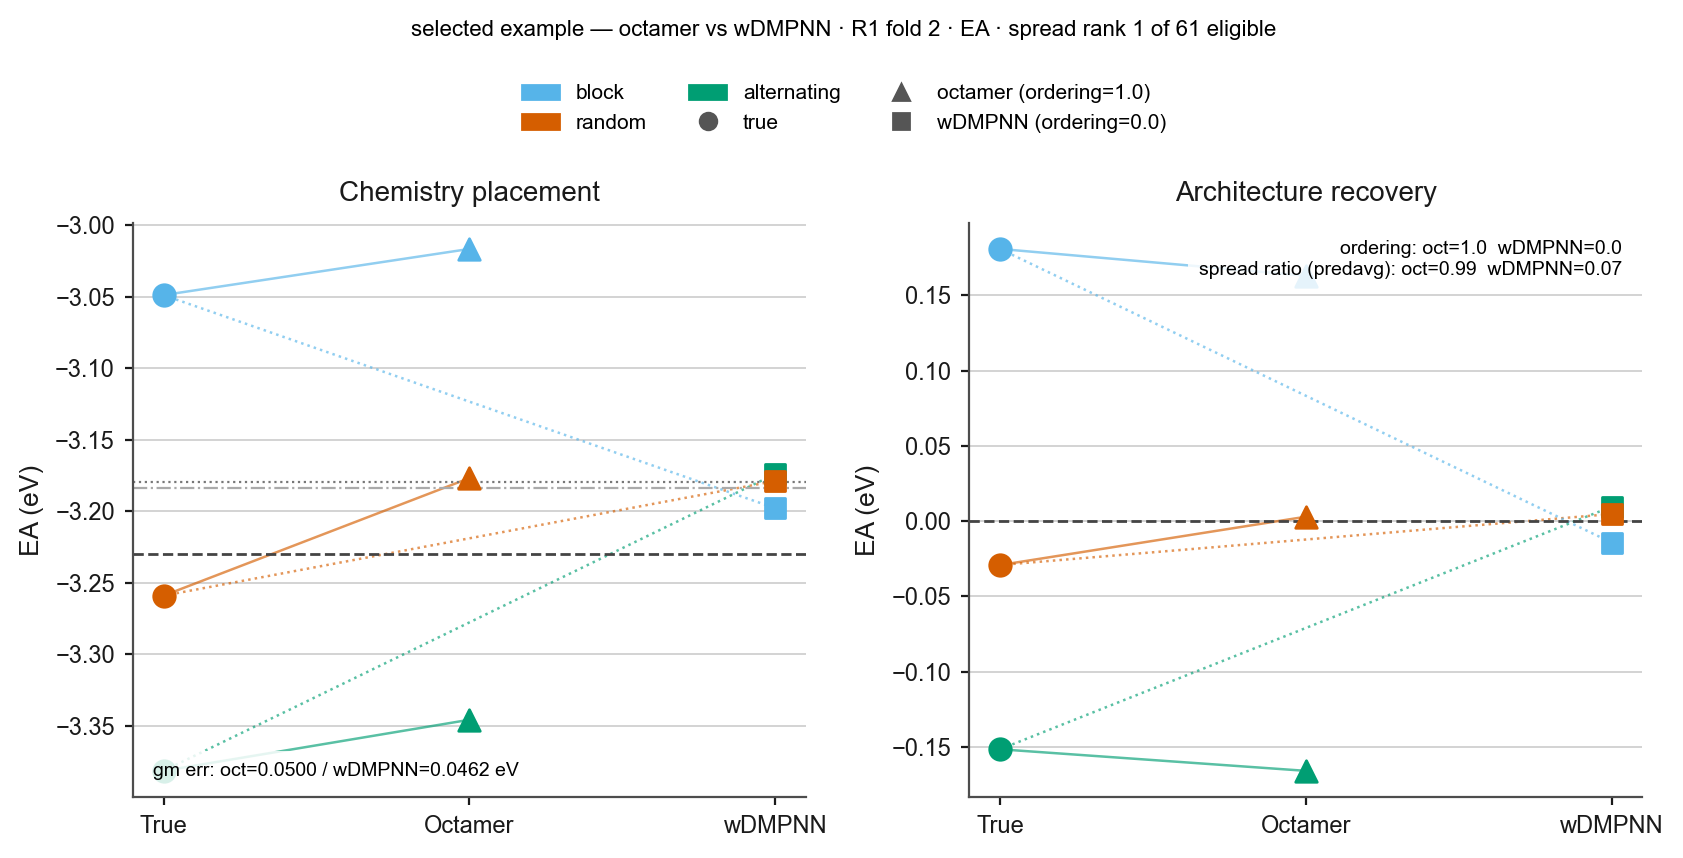 selected example — octamer vs wDMPNN · R1 fold 2 · EA · spread rank 1 of 61 eligible
block
random
alternating
true
octamer (ordering=1.0)
wDMPNN (ordering=0.0)
Chemistry placement
EA (eV)
−3.00
−3.05
−3.10
−3.15
−3.20
−3.25
−3.30
−3.35
gm err: oct=0.0500 / wDMPNN=0.0462 eV
True
Octamer
wDMPNN
Architecture recovery
ordering: oct=1.0 wDMPNN=0.0
spread ratio (predavg): oct=0.99 wDMPNN=0.07
EA (eV)
0.15
0.10
0.05
0.00
−0.05
−0.10
−0.15
True
Octamer
wDMPNN